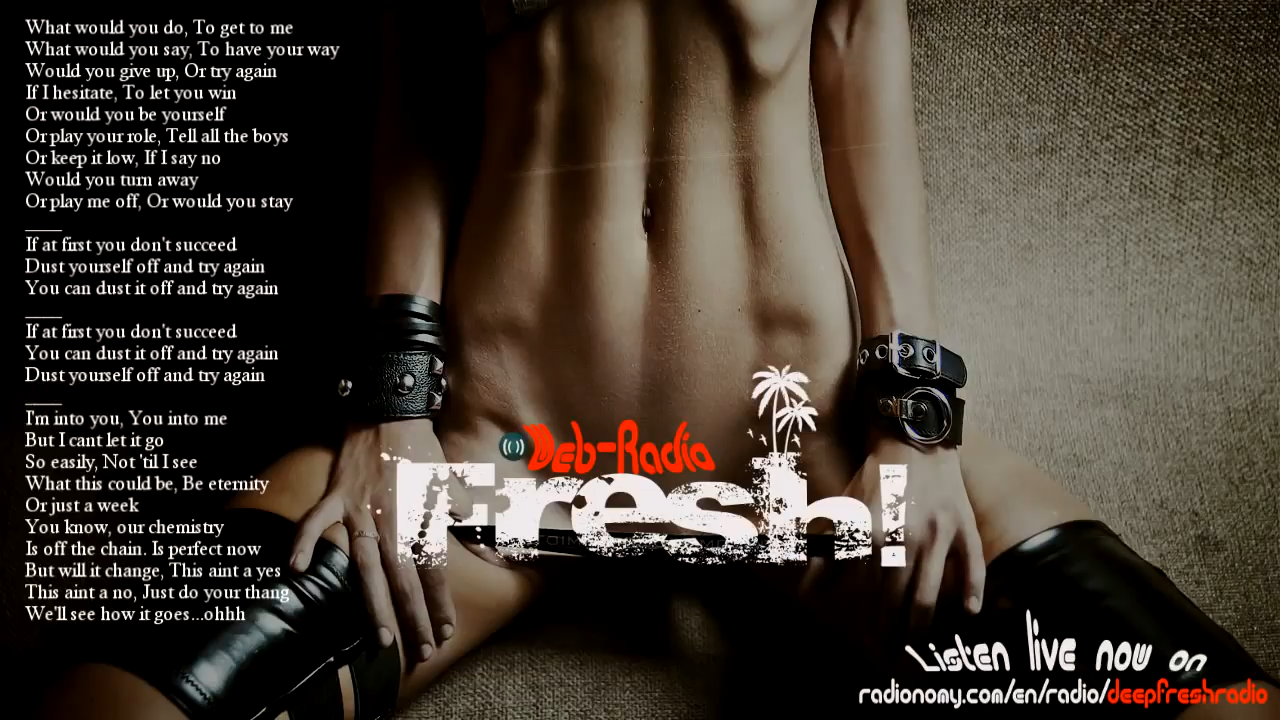 What would you do, To get to me
What would you say, To have your way
Would you give up, Or try again
If I hesitate, To let you win
Or would you be yourself
Or play your role, Tell all the boys
Or keep it low, If I say no
Would you turn away
Or play me off, Or would you stay
____
If at first you don't succeed
Dust yourself off and try again
You can dust it off and try again
____
If at first you don't succeed
You can dust it off and try again
Dust yourself off and try again
____
I'm into you, You into me
But I cant let it go
So easily, Not 'til I see
What this could be, Be eternity
Or just a week
You know, our chemistry
Is off the chain. Is perfect now
But will it change, This aint a yes
This aint a no, Just do your thang
We'll see how it goes...ohhh
Web-Radio
Fresh!
Listen live now on
radionomy.com/en/radio/deepfreshradio